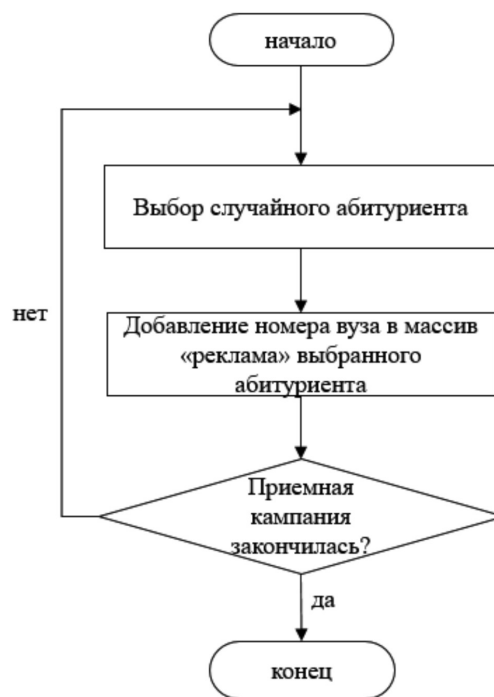 начало
Выбор случайного абитуриента
нет
Добавление номера вуза в массив
«реклама» выбранного
абитуриента
Приемная
кампания
закончилась?
да
конец